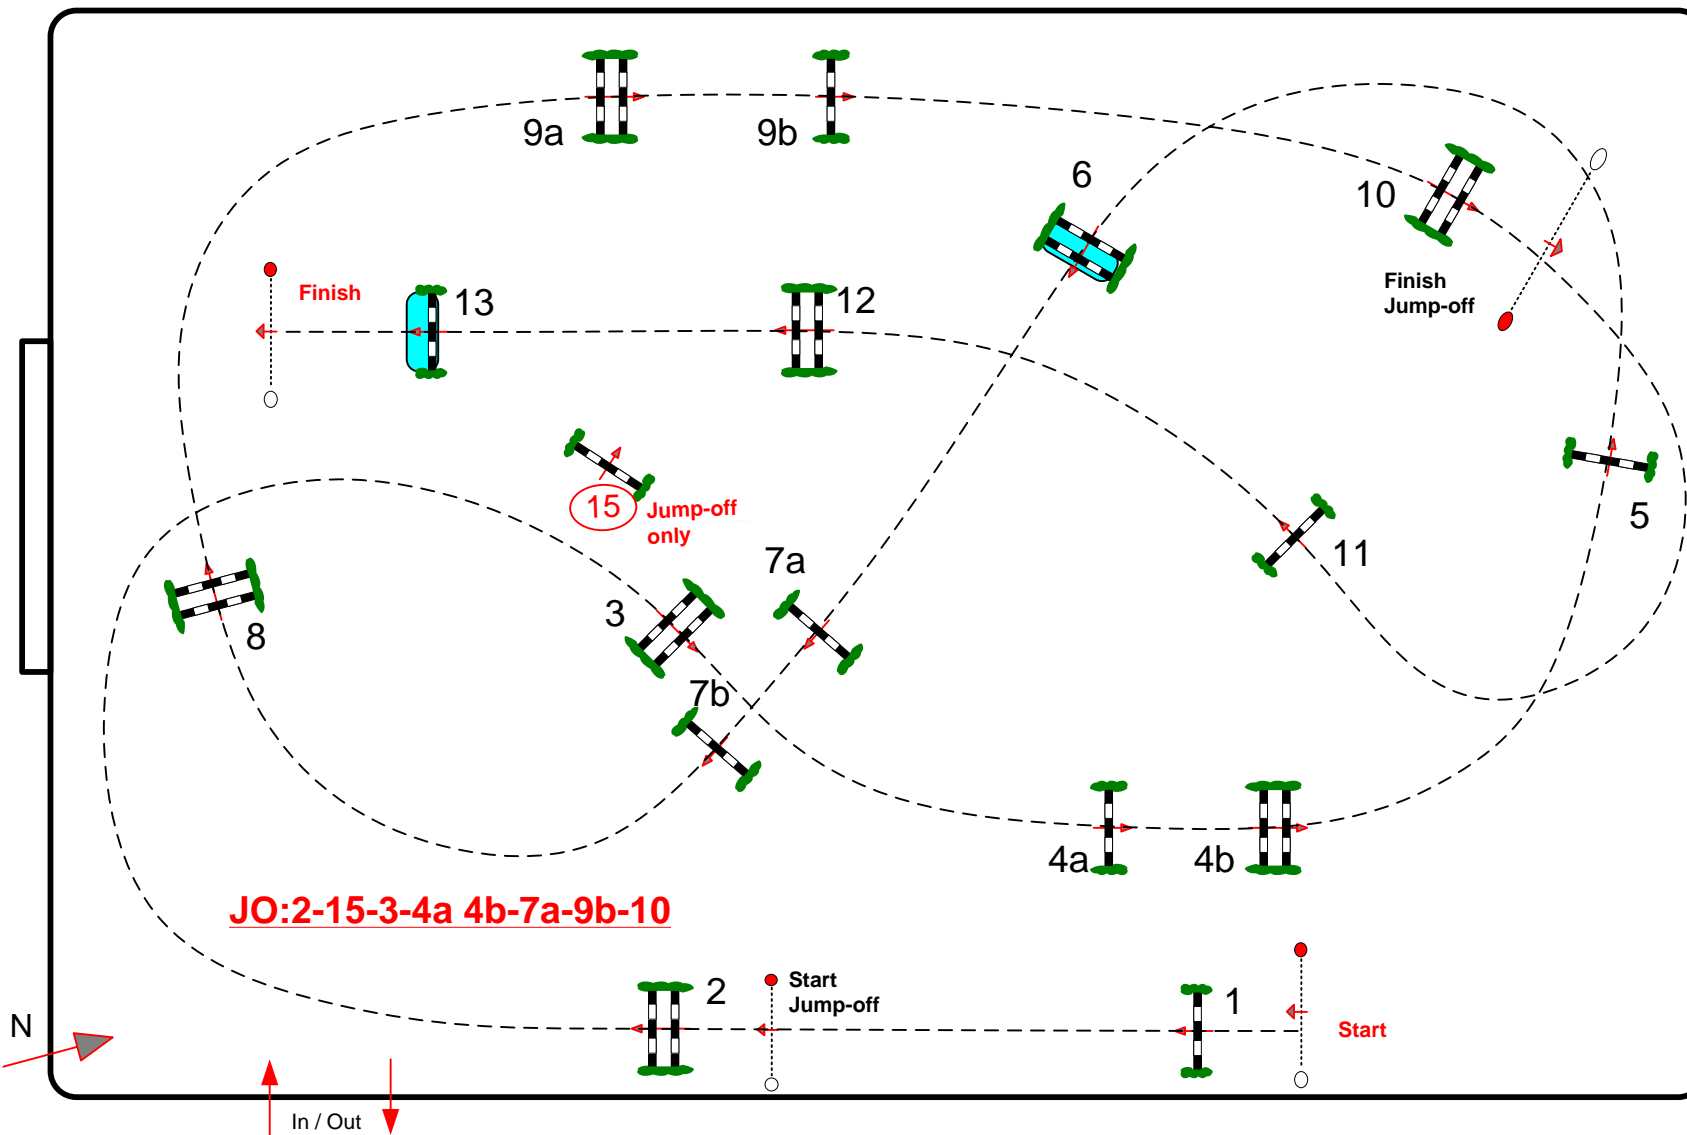 9a
9b
6
10
Finish
Jump-off
Finish
13
12
15
Jump-off
only
5
11
7a
3
8
7b
4a
4b
JO:2-15-3-4a 4b-7a-9b-10
2
Start
Jump-off
1
Start
N
In / Out